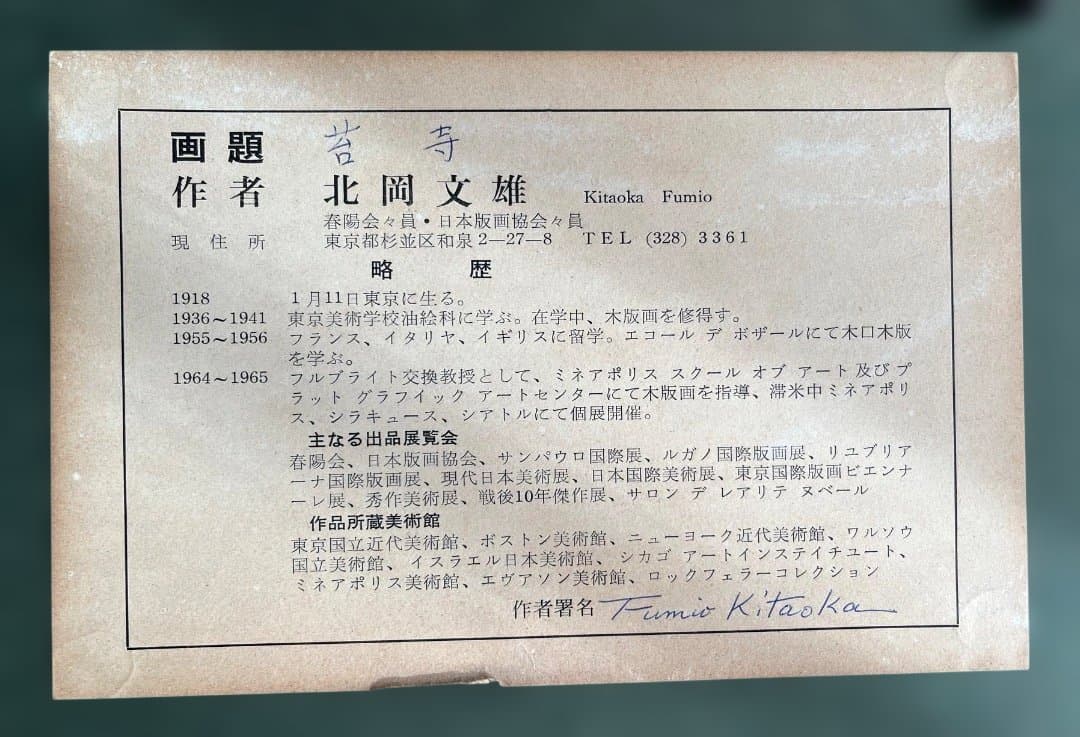 画題 苔寺
作者 北岡文雄 Kitaoka Fumio
春陽会々員・日本版画協会々員
現住所 東京都杉並区和泉2—27—8 TEL (328) 3361
略歴
1918 1月11日東京に生る。
1936〜1941 東京美術学校油絵科に学ぶ。在学中、木版画を修得す。
1955〜1956 フランス、イタリヤ、イギリスに留学。エコール デ ボザールにて木口木版
を学ぶ。
1964〜1965 フルブライト交換教授として、ミネアポリス スクール オブ アート及びプ
ラット グラフイック アートセンターにて木版画を指導、滞米中ミネアポリ
ス、シラキュース、シアトルにて個展開催。
主なる出品展覧会
春陽会、日本版画協会、サンパウロ国際展、ルガノ国際版画展、リユブリア
ーナ国際版画展、現代日本美術展、日本国際美術展、東京国際版画ビエンナ
ーレ展、秀作美術展、戦後10年傑作展、サロン デ レアリテ ヌベール
作品所蔵美術館
東京国立近代美術館、ボストン美術館、ニューヨーク近代美術館、ワルソウ
国立美術館、イスラエル日本美術館、シカゴ アートインステイチユート、
ミネアポリス美術館、エヴアソン美術館、ロックフェラーコレクション
作者署名 Fumio Kitaoka